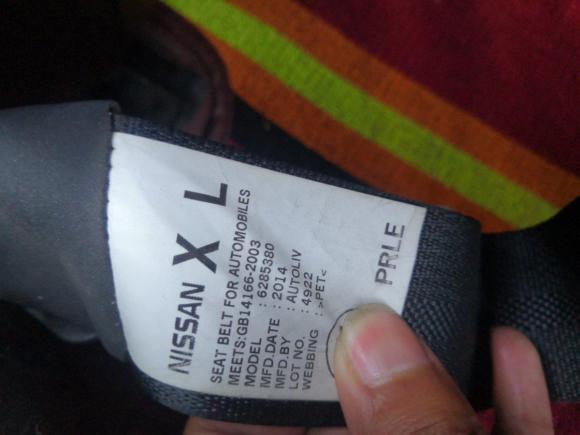 NISSAN X L
SEAT BELT FOR AUTOMOBILES
MEETS:GB14166-2003
MODEL : 6285380
MFD.DATE : 2014
MFD.BY : AUTOLIV
LOT NO. : 4922
WEBBING : >PET<
PRLE